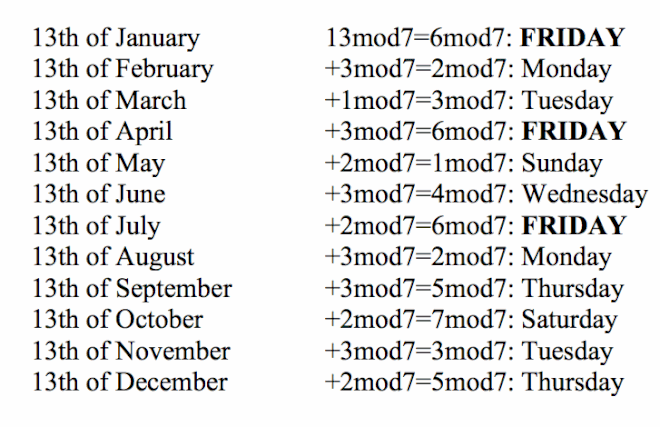 13th of January 13mod7=6mod7: FRIDAY
13th of February +3mod7=2mod7: Monday
13th of March +1mod7=3mod7: Tuesday
13th of April +3mod7=6mod7: FRIDAY
13th of May +2mod7=1mod7: Sunday
13th of June +3mod7=4mod7: Wednesday
13th of July +2mod7=6mod7: FRIDAY
13th of August +3mod7=2mod7: Monday
13th of September +3mod7=5mod7: Thursday
13th of October +2mod7=7mod7: Saturday
13th of November +3mod7=3mod7: Tuesday
13th of December +2mod7=5mod7: Thursday